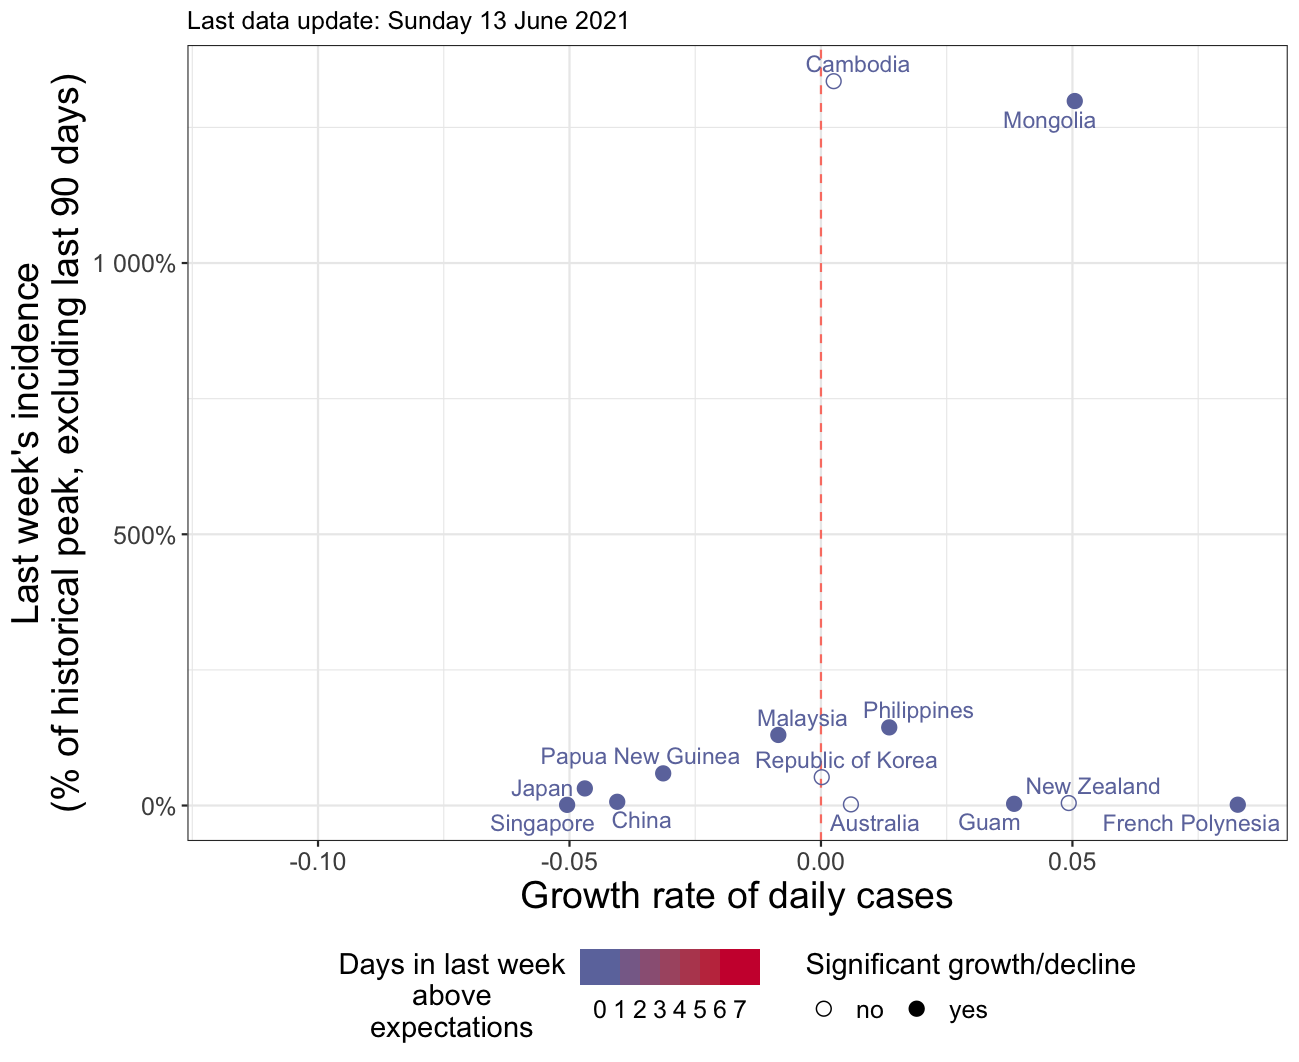 Last data update: Sunday 13 June 2021
Last week's incidence
(% of historical peak, excluding last 90 days)
1 000%
500%
0%
Cambodia
Mongolia
Philippines
Malaysia
Papua New Guinea
Republic of Korea
Japan
New Zealand
Singapore
China
Australia
Guam
French Polynesia
-0.10
-0.05
0.00
0.05
Growth rate of daily cases
Days in last week
above
expectations
0 1 2 3 4 5 6 7
Significant growth/decline
no
yes